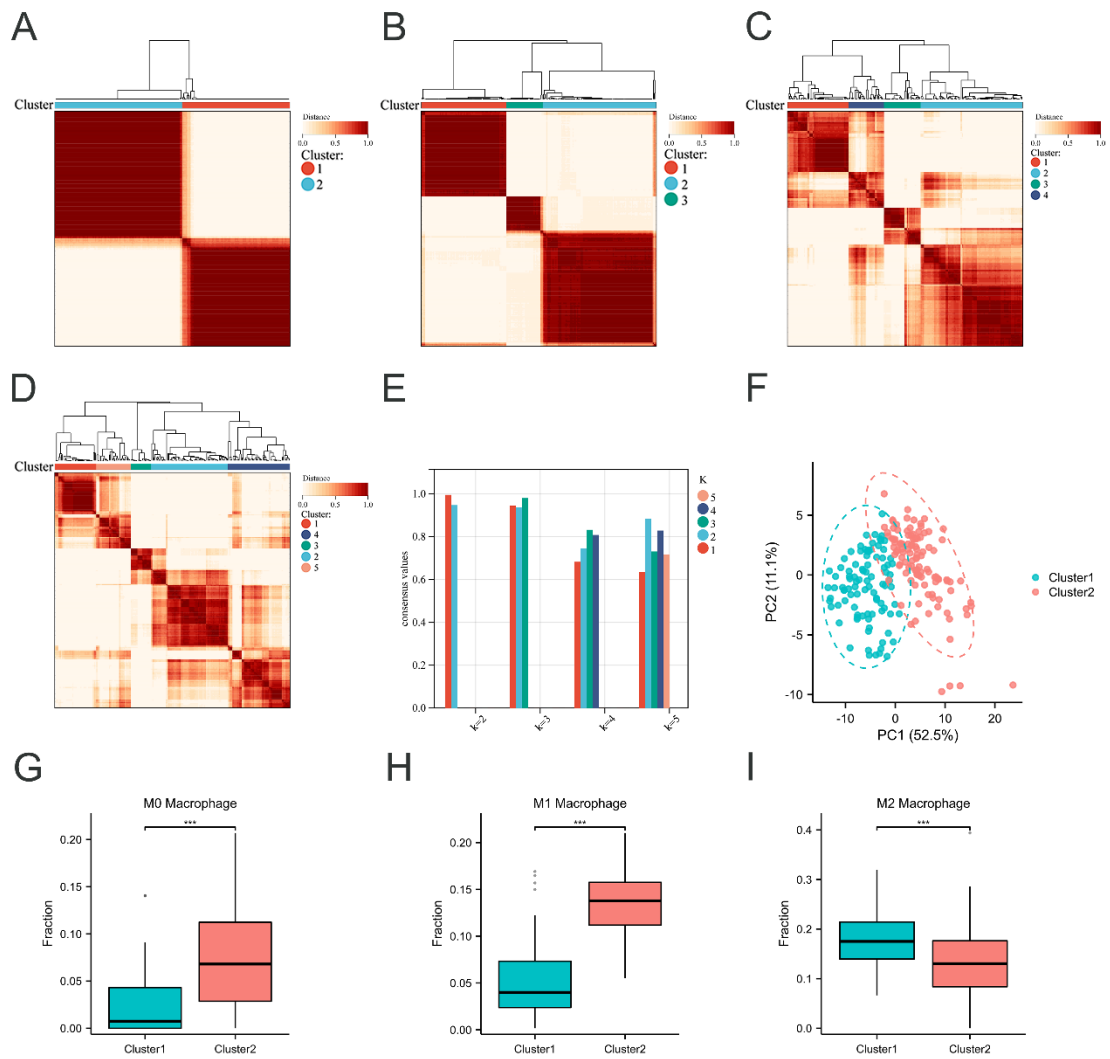 A
Cluster
Distance
0.0 0.5 1.0
Cluster:
1
2
B
Distance
0.0 0.5 1.0
Cluster:
1
2
3
C
Cluster
Distance
0.0 0.5 1.0
Cluster:
1
2
3
4
D
Cluster
Distance
0.0 0.5 1.0
Cluster:
1
4
3
2
5
E
consensus values
1.0
0.8
0.6
0.4
0.2
0.0
k=2 k=3 k=4 k=5
K
5
4
3
2
1
F
PC2 (11.1%)
5
0
-5
-10
-10 0 10 20
PC1 (52.5%)
Cluster1
Cluster2
G
M0 Macrophage
***
Fraction
0.20
0.15
0.10
0.05
0.00
Cluster1 Cluster2
H
M1 Macrophage
***
Fraction
0.20
0.15
0.10
0.05
0.00
Cluster1 Cluster2
I
M2 Macrophage
***
Fraction
0.4
0.3
0.2
0.1
0.0
Cluster1 Cluster2